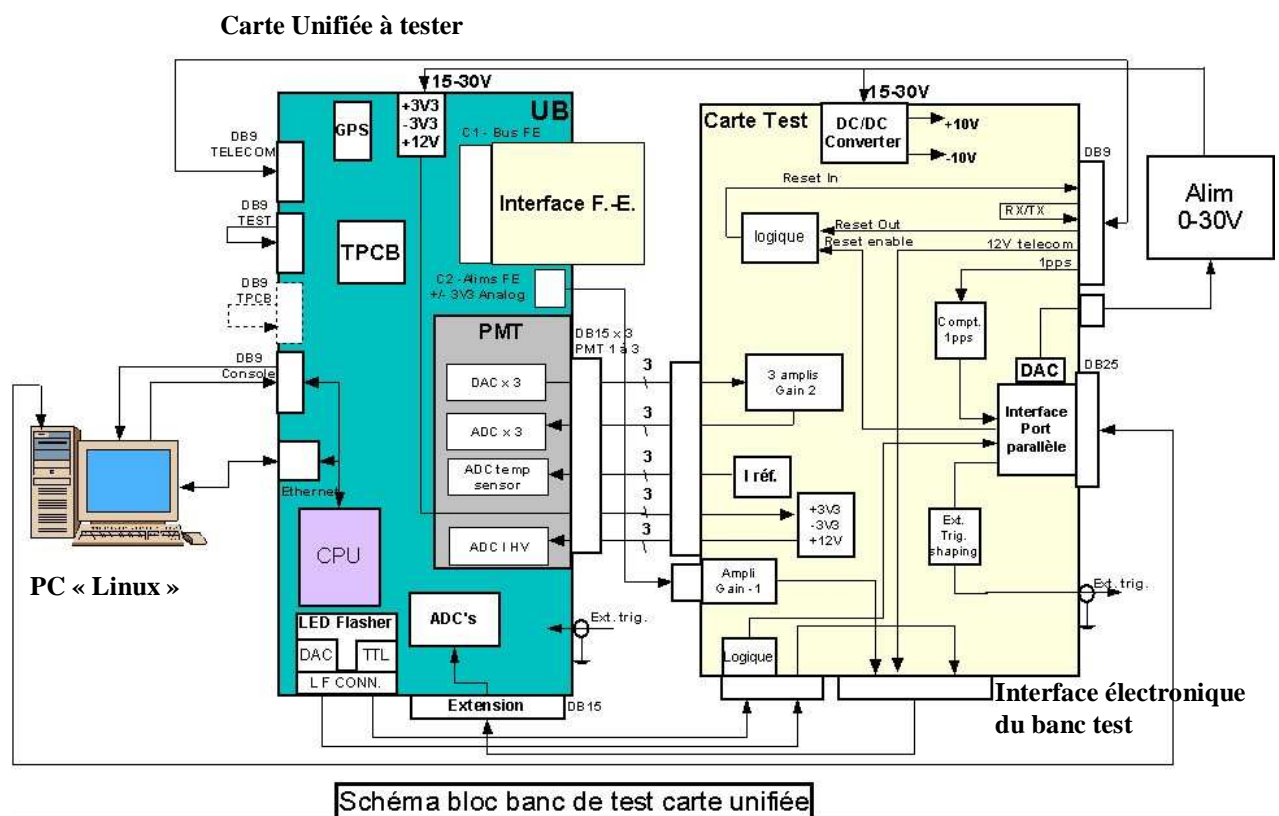 Carte Unifiée à tester
15-30V
15-30V
UB
+3V3
-3V3
+12V
GPS
C1 - Bus FE
DB9
TELECOM
Interface F.-E.
DB9
TEST
TPCB
C2 -Alims FE
+/- 3V3 Analog
DB9
TPCB
PMT
DB15 x 3
PMT 1 à 3
DB9
Console
DAC x 3
ADC x 3
ADC temp
sensor
ADC I HV
3
3
3
3
3
Ethernet
CPU
PC « Linux »
LED Flasher
DAC
TTL
L F CONN.
ADC's
Ext.trig.
Extension
DB15
Carte Test
DC/DC
Converter
+10V
-10V
DB9
Reset In
RX/TX
logique
Reset Out
Reset enable
12V telecom
1pps
Alim
0-30V
Compt.
1pps
DAC
DB25
3 amplis
Gain 2
Interface
Port
parallèle
I réf.
+3V3
-3V3
+12V
Ext.
Trig.
shaping
Ampli
Gain -1
Ext.trig.
Logique
Interface électronique
du banc test
Schéma bloc banc de test carte unifiée